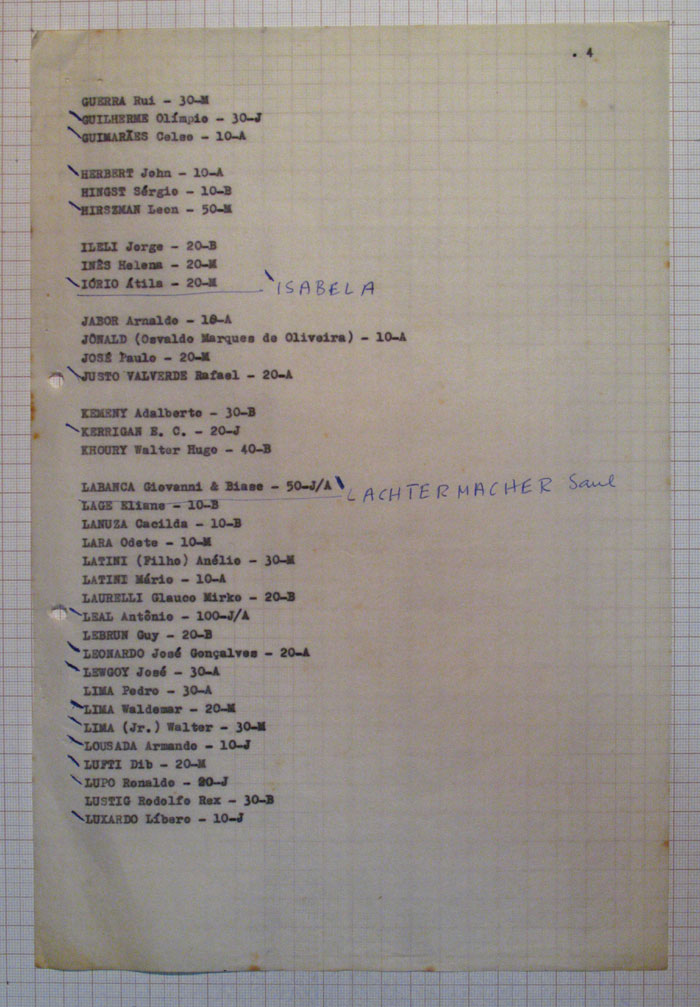 . 4
GUERRA Rui - 30-M
GUILHERME Olímpio - 30-J
GUIMARÃES Celso - 10-A
HERBERT John - 10-A
HINGST Sérgio - 10-B
HIRSZMAN Leon - 50-M
ILELI Jorge - 20-B
INÊS Helena - 20-M
IÓRIO Átila - 20-M ISABELA
JABOR Arnaldo - 10-A
JÔNALD (Osvaldo Marques de Oliveira) - 10-A
JOSÉ Paulo - 20-M
JUSTO VALVERDE Rafael - 20-A
KEMENY Adalberto - 30-B
KERRIGAN E. C. - 20-J
KHOURY Walter Hugo - 40-B
LABANCA Giovanni & Biase - 50-J/A LACHTERMACHER Saul
LAGE Eliane - 10-B
LANUZA Cacilda - 10-B
LARA Odete - 10-M
LATINI (Filho) Anélio - 30-M
LATINI Mário - 10-A
LAURELLI Glauco Mirko - 20-B
LEAL Antônio - 100-J/A
LEBRUN Guy - 20-B
LEONARDO José Gonçalves - 20-A
LEWGOY José - 30-A
LIMA Pedro - 30-A
LIMA Waldemar - 20-M
LIMA (Jr.) Walter - 30-M
LOUSADA Armando - 10-J
LUFTI Dib - 20-M
LUPO Ronaldo - 20-J
LUSTIG Rodolfo Rex - 30-B
LUXARDO Líbero - 10-J